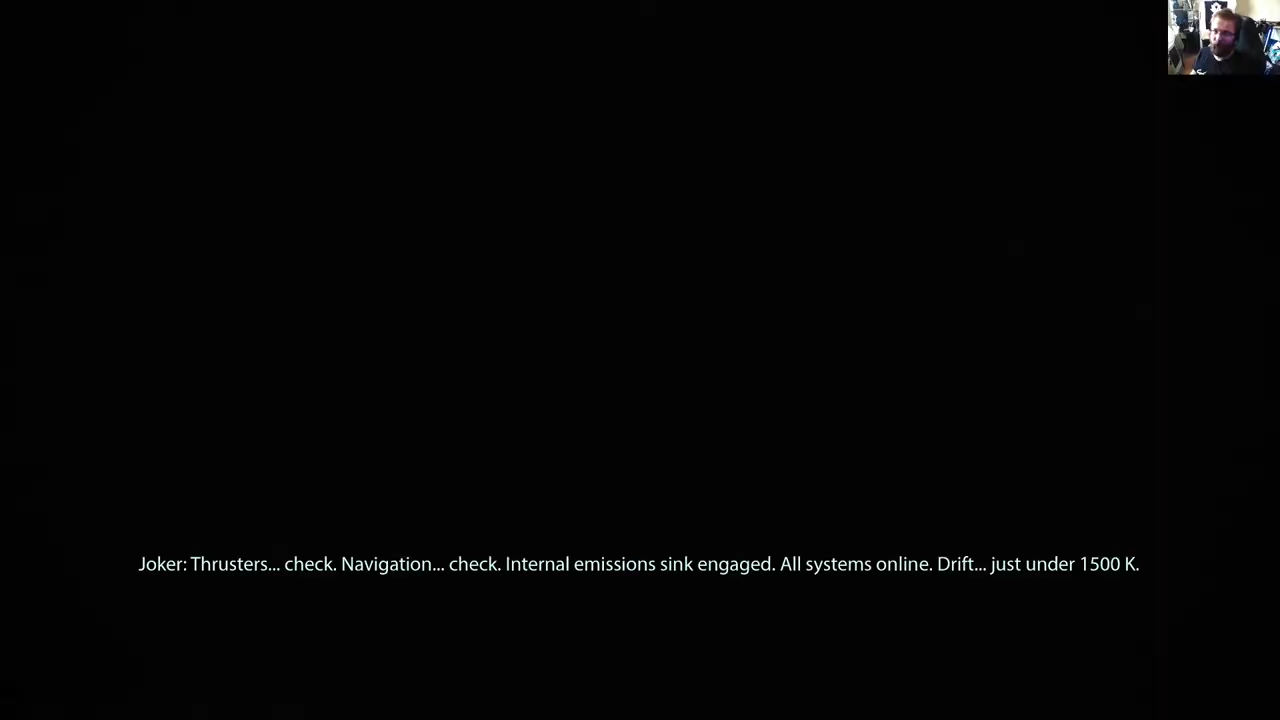 Joker: Thrusters... check. Navigation... check. Internal emissions sink engaged. All systems online. Drift... just under 1500 K.